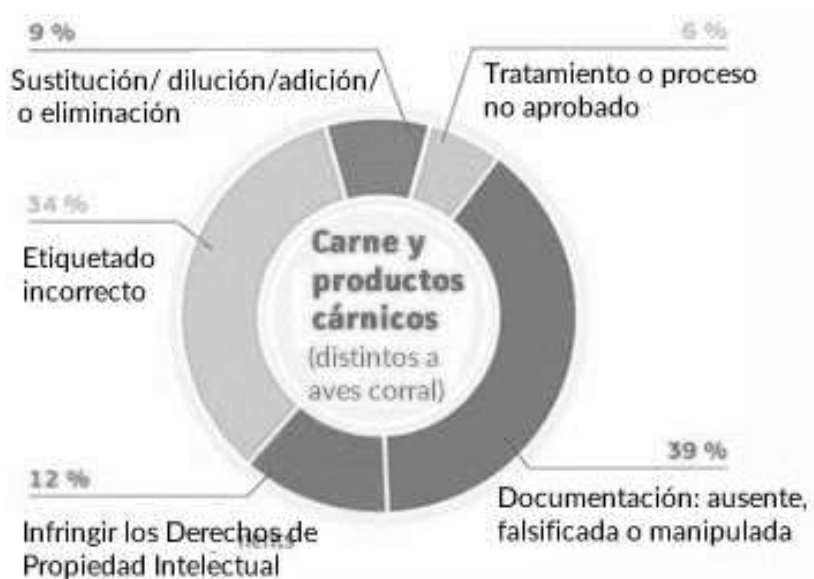 9 %
Sustitución/ dilución/adición/
o eliminación
6 %
Tratamiento o proceso
no aprobado
34 %
Etiquetado
incorrecto
Carne y
productos
cárnicos
(distintos a
aves corral)
12 %
Infringir los Derechos de
Propiedad Intelectual
39 %
Documentación: ausente,
falsificada o manipulada